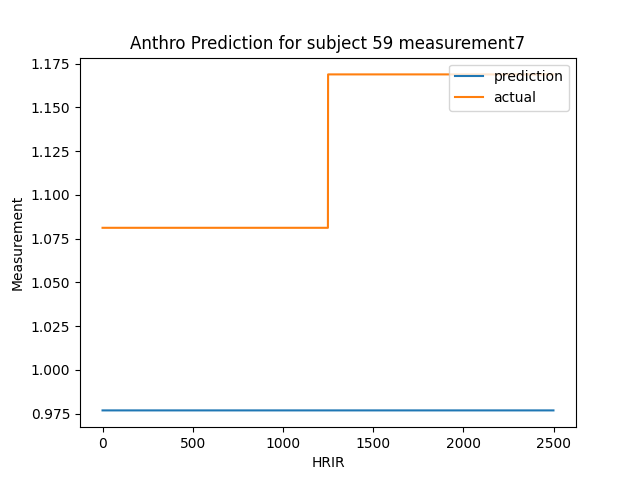 Anthro Prediction for subject 59 measurement7
1.175
1.150
1.125
1.100
1.075
1.050
1.025
1.000
0.975
Measurement
prediction
actual
0 500 1000 1500 2000 2500
HRIR